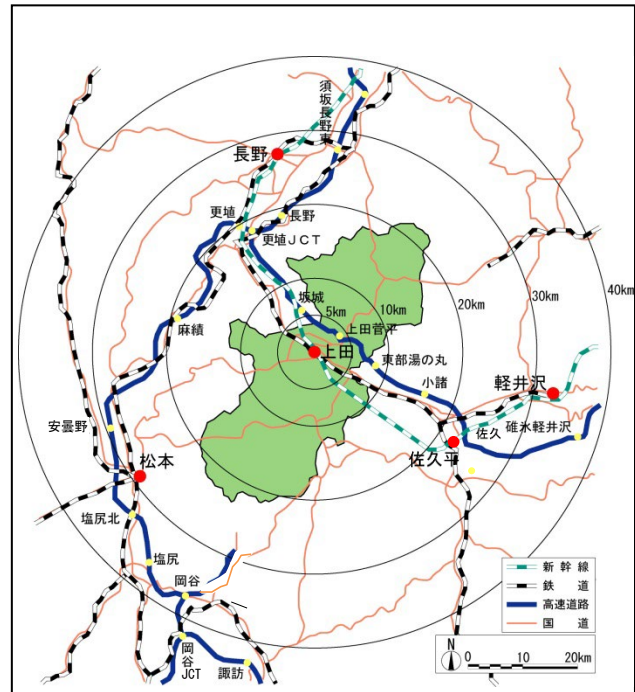 須坂長野東
長野
更埴
長野
更埴JCT
坂城
5km
10km
20km
30km
40km
麻績
上田菅平
上田
東部湯の丸
小諸
軽井沢
安曇野
佐久
碓氷軽井沢
佐久平
松本
塩尻北
塩尻
岡谷
岡谷
JCT
諏訪
新幹線
鉄道
高速道路
国道
N
0 10 20km